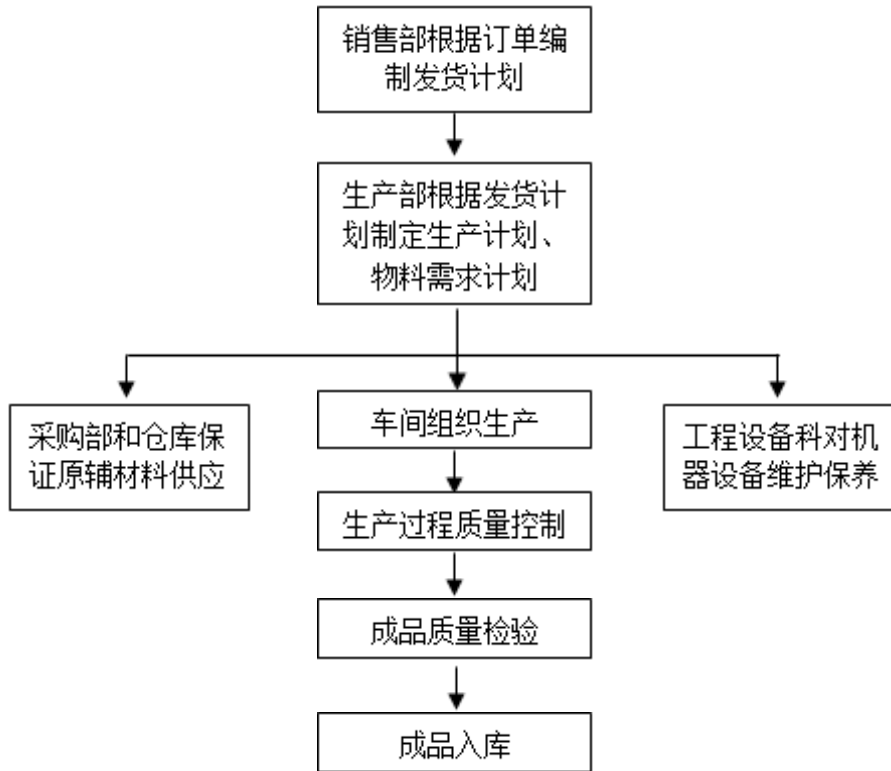 销售部根据订单编
制发货计划
生产部根据发货计
划制定生产计划、
物料需求计划
采购部和仓库保
证原辅材料供应
车间组织生产
工程设备科对机
器设备维护保养
生产过程质量控制
成品质量检验
成品入库